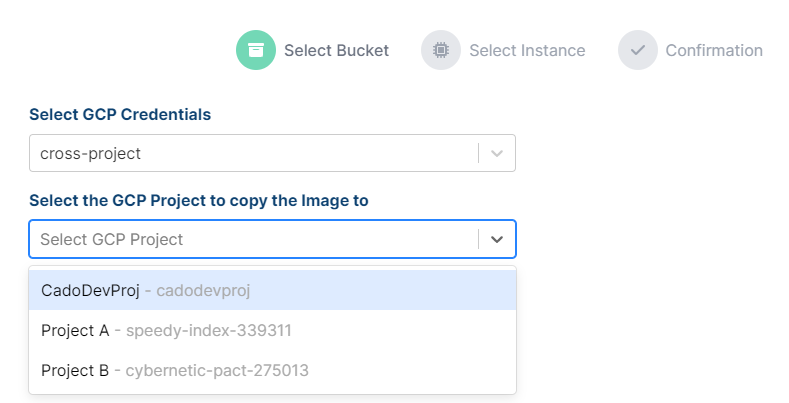 Select Bucket Select Instance Confirmation
Select GCP Credentials
cross-project
Select the GCP Project to copy the Image to
Select GCP Project
CadoDevProj - cadodevproj
Project A - speedy-index-339311
Project B - cybernetic-pact-275013